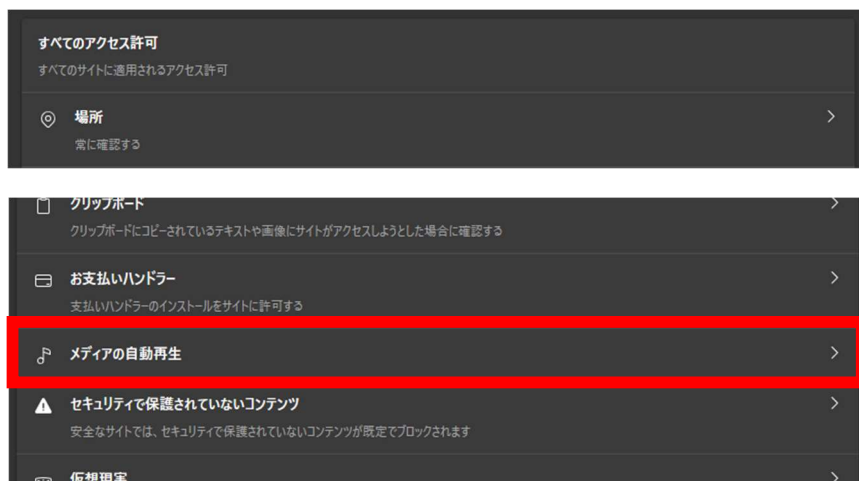 すべてのアクセス許可
すべてのサイトに適用されるアクセス許可
場所
常に確認する
クリップボード
クリップボードにコピーされているテキストや画像にサイトがアクセスしようとした場合に確認する
お支払いハンドラー
支払いハンドラーのインストールをサイトに許可する
メディアの自動再生
セキュリティで保護されていないコンテンツ
安全なサイトでは、セキュリティで保護されていないコンテンツが既定でブロックされます
仮想現実